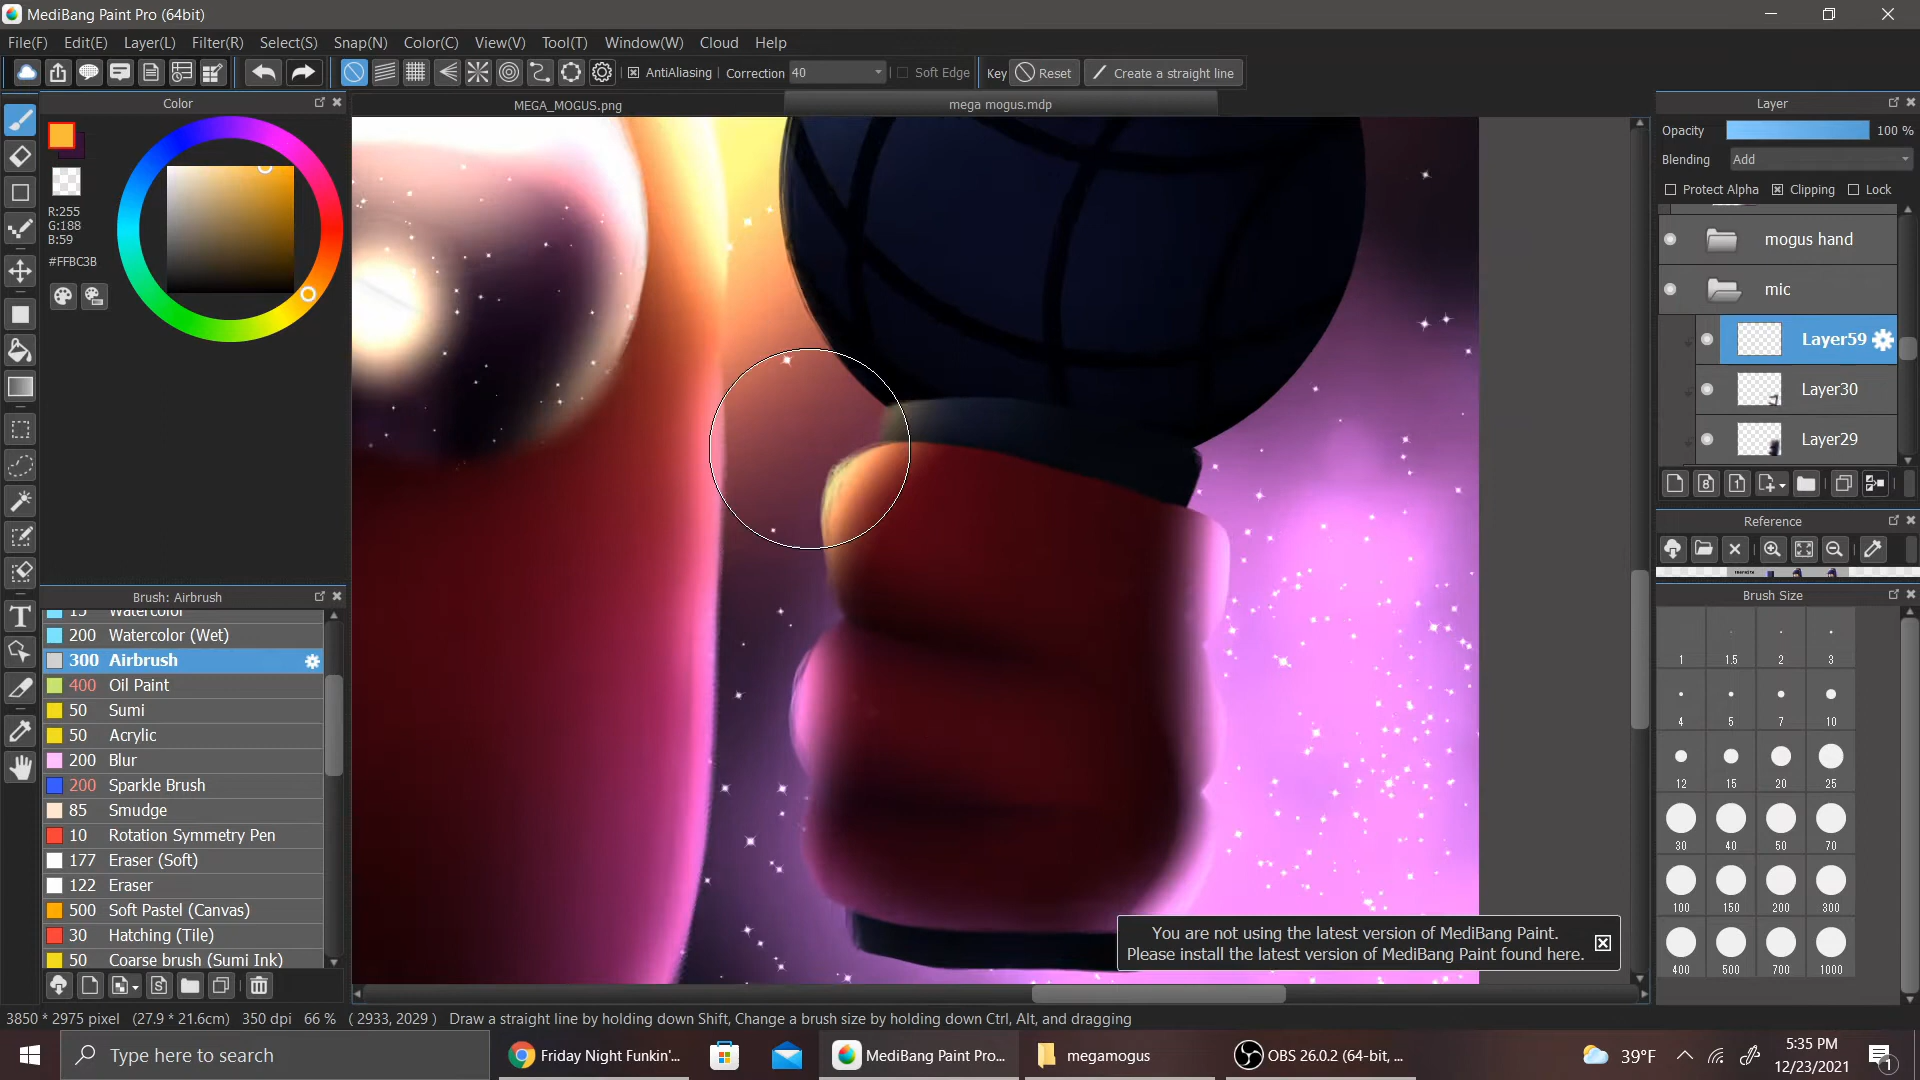 MediBang Paint Pro (64bit)
File(F) Edit(E) Layer(L) Filter(R) Select(S) Snap(N) Color(C) View(V) Tool(T) Window(W) Cloud Help
AntiAliasing Correction 40 Soft Edge Key Reset Create a straight line
Color
MEGA_MOGUS.png
mega mogus.mdp
R:255
G:188
B:59
#FFBC3B
Brush: Airbrush
15 Watercolor
200 Watercolor (Wet)
300 Airbrush
400 Oil Paint
50 Sumi
50 Acrylic
200 Blur
200 Sparkle Brush
85 Smudge
10 Rotation Symmetry Pen
177 Eraser (Soft)
122 Eraser
500 Soft Pastel (Canvas)
30 Hatching (Tile)
50 Coarse brush (Sumi Ink)
Layer
Opacity 100 %
Blending Add
Protect Alpha Clipping Lock
mogus hand
mic
Layer59
Layer30
Layer29
Reference
Brush Size
1 1.5 2 3
4 5 7 10
12 15 20 25
30 40 50 70
100 150 200 300
400 500 700 1000
You are not using the latest version of MediBang Paint.
Please install the latest version of MediBang Paint found here.
3850 * 2975 pixel (27.9 * 21.6cm) 350 dpi 66 % ( 2933, 2029 ) Draw a straight line by holding down Shift, Change a brush size by holding down Ctrl, Alt, and dragging
Type here to search
Friday Night Funkin'...
MediBang Paint Pro...
megamogus
OBS 26.0.2 (64-bit, ...
39°F
5:35 PM
12/23/2021
1